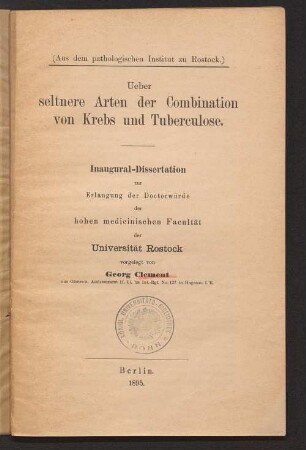 (Aus dem pathologischen Institut zu Rostock.)
Ueber
seltnere Arten der Combination
von Krebs und Tuberculose.
Inaugural-Dissertation
zur
Erlangung der Doctorwürde
der
hohen medicinischen Facultät
der
Universität Rostock
vorgelegt von
Georg Clement
Berlin.
1895.